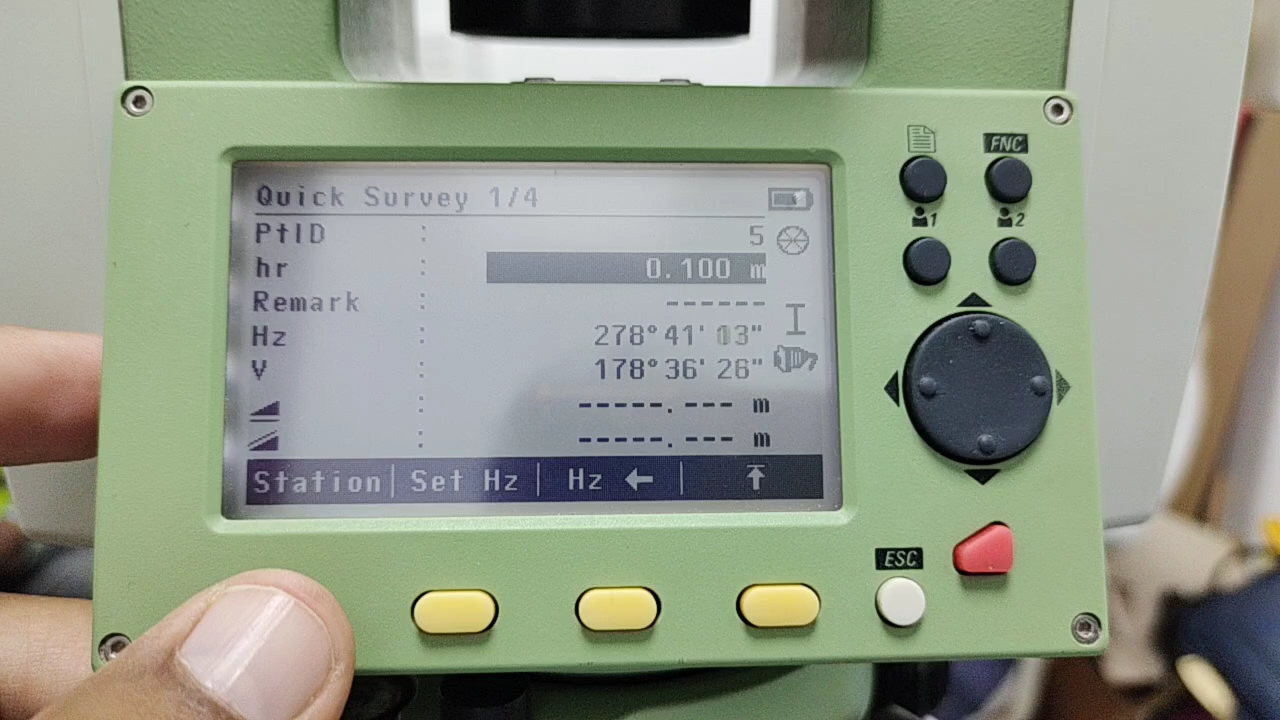 Quick Survey 1/4
PtID : 5
hr : 0.100 m
Remark : ------
Hz : 278°41' 03"
V : 178°36' 26"
: -----.--- m
: -----.--- m
Station Set Hz Hz ←
FNC
1 2
ESC